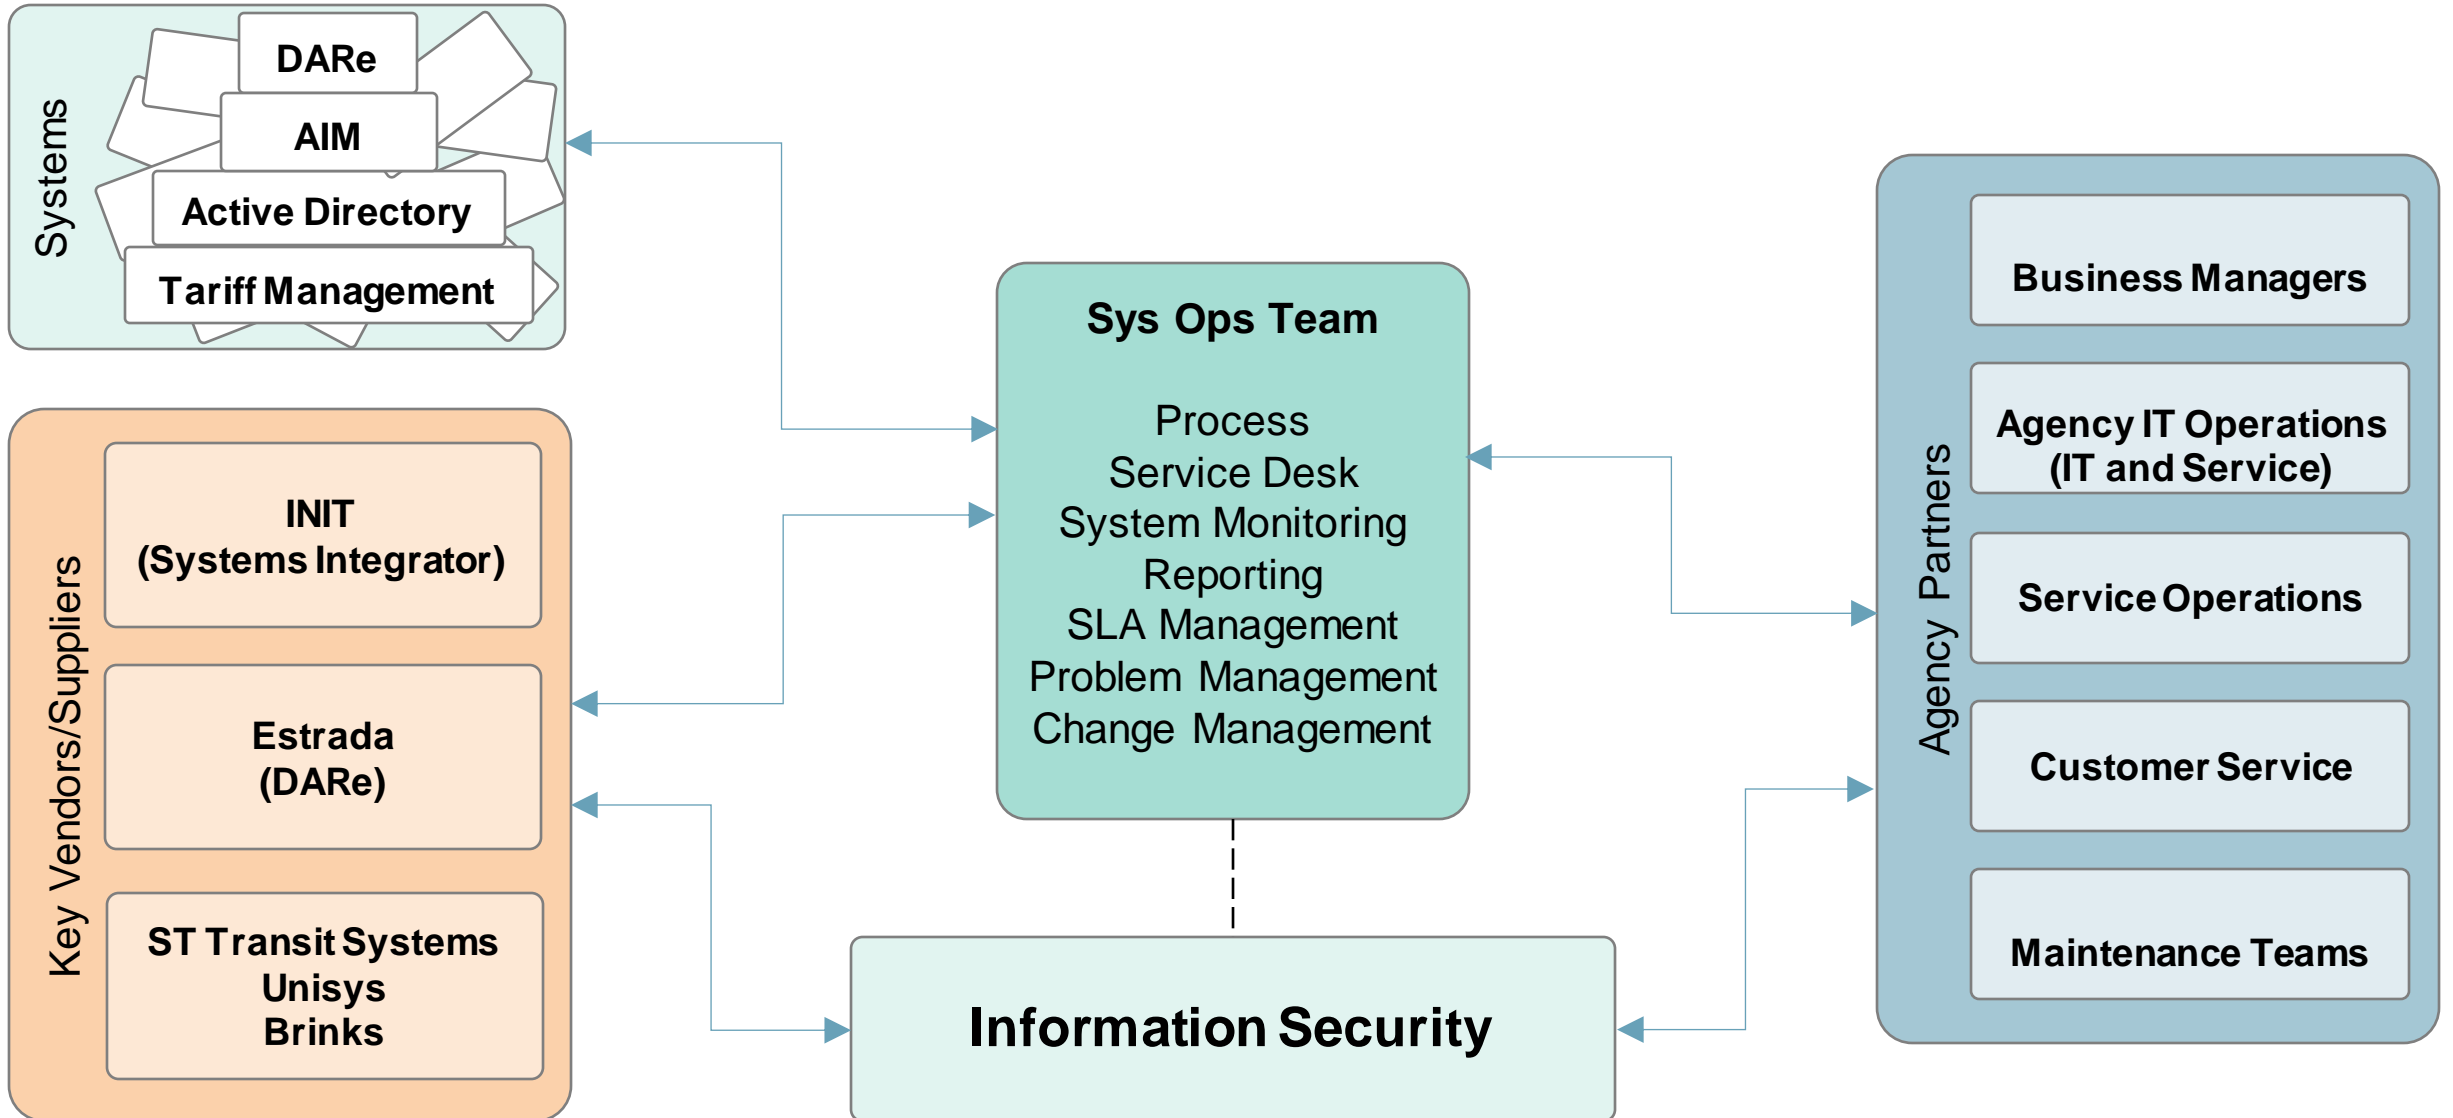 Systems
DARe
AIM
Active Directory
Tariff Management
Key Vendors/Suppliers
INIT
(Systems Integrator)
Estrada
(DARe)
ST Transit Systems
Unisys
Brinks
Sys Ops Team
Process
Service Desk
System Monitoring
Reporting
SLA Management
Problem Management
Change Management
Information Security
Agency Partners
Business Managers
Agency IT Operations
(IT and Service)
Service Operations
Customer Service
Maintenance Teams